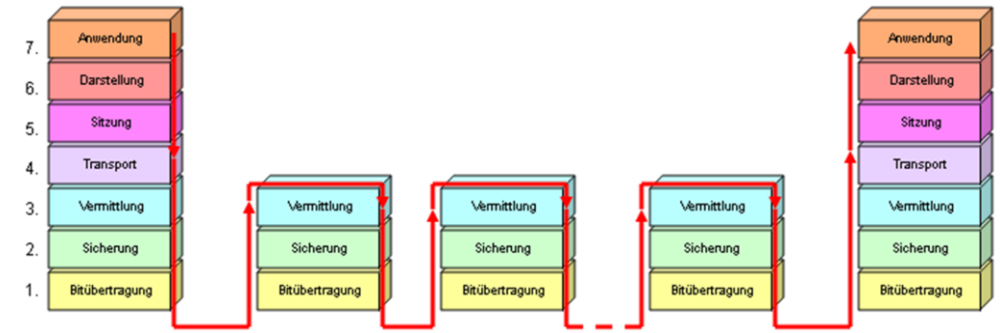 7. Anwendung Anwendung
6. Darstellung Darstellung
5. Sitzung Sitzung
4. Transport Transport
3. Vermittlung Vermittlung Vermittlung Vermittlung Vermittlung
2. Sicherung Sicherung Sicherung Sicherung Sicherung
1. Bitübertragung Bitübertragung Bitübertragung Bitübertragung Bitübertragung